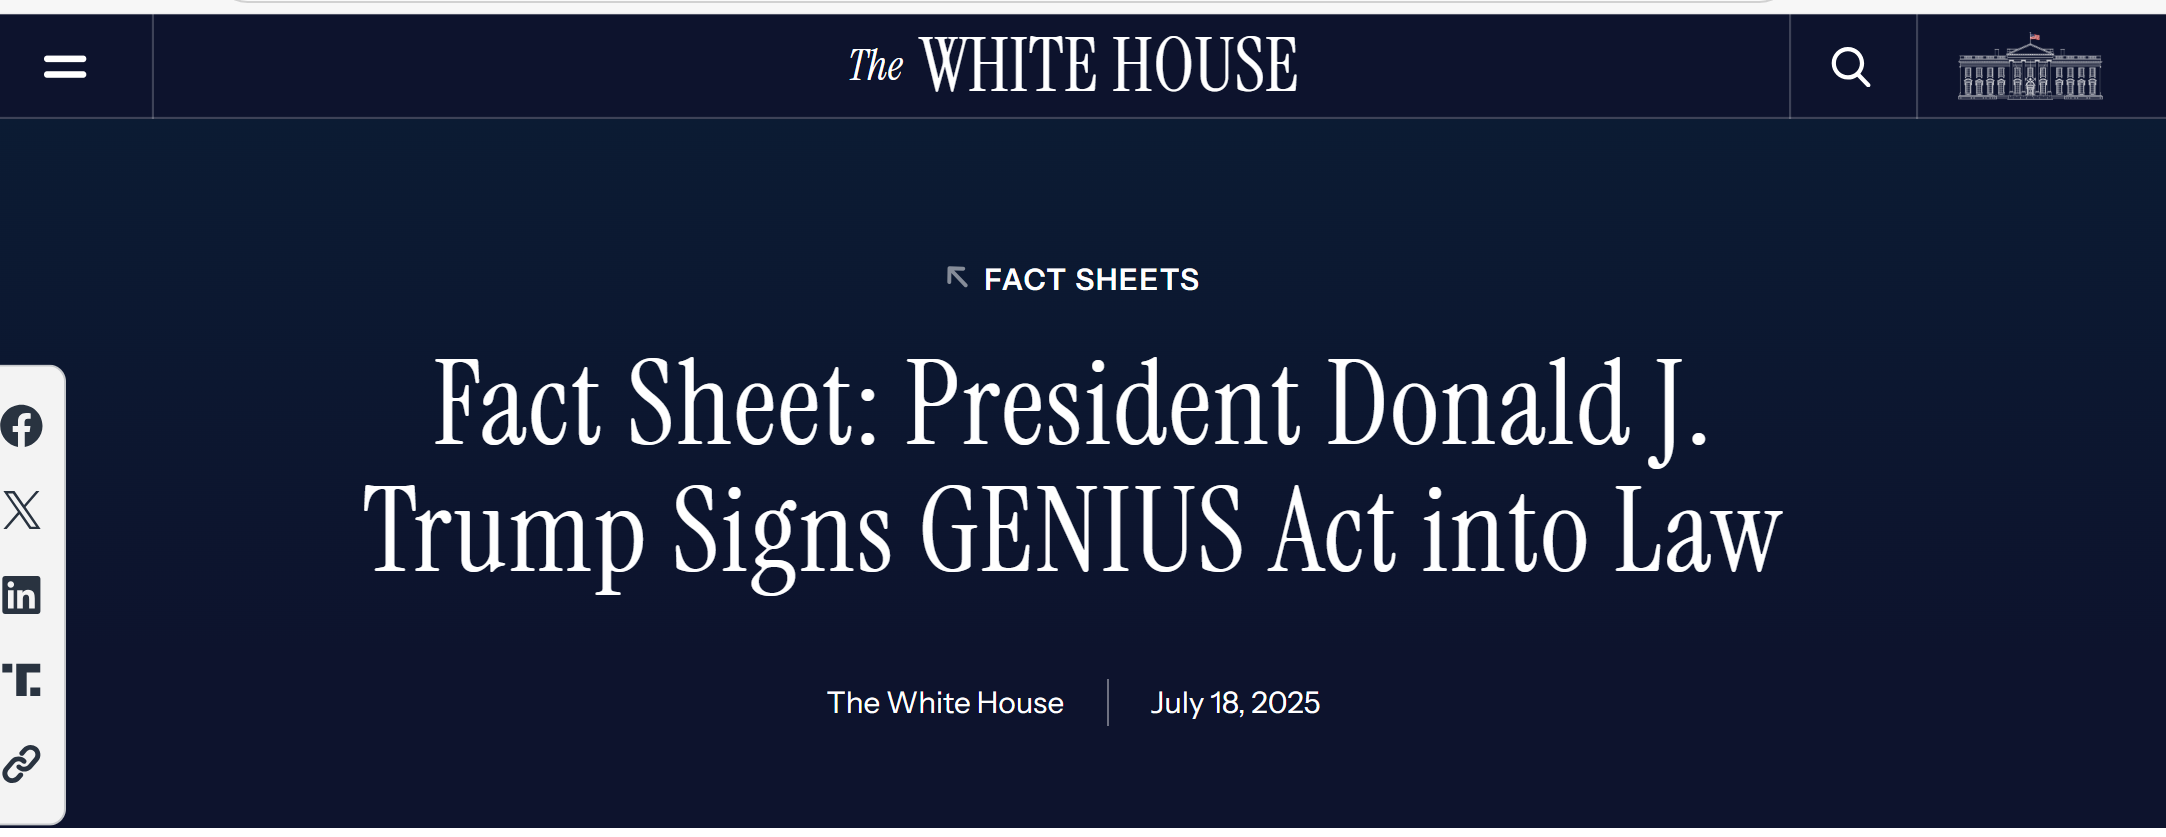 The WHITE HOUSE
FACT SHEETS
Fact Sheet: President Donald J.
Trump Signs GENIUS Act into Law
The White House
July 18, 2025